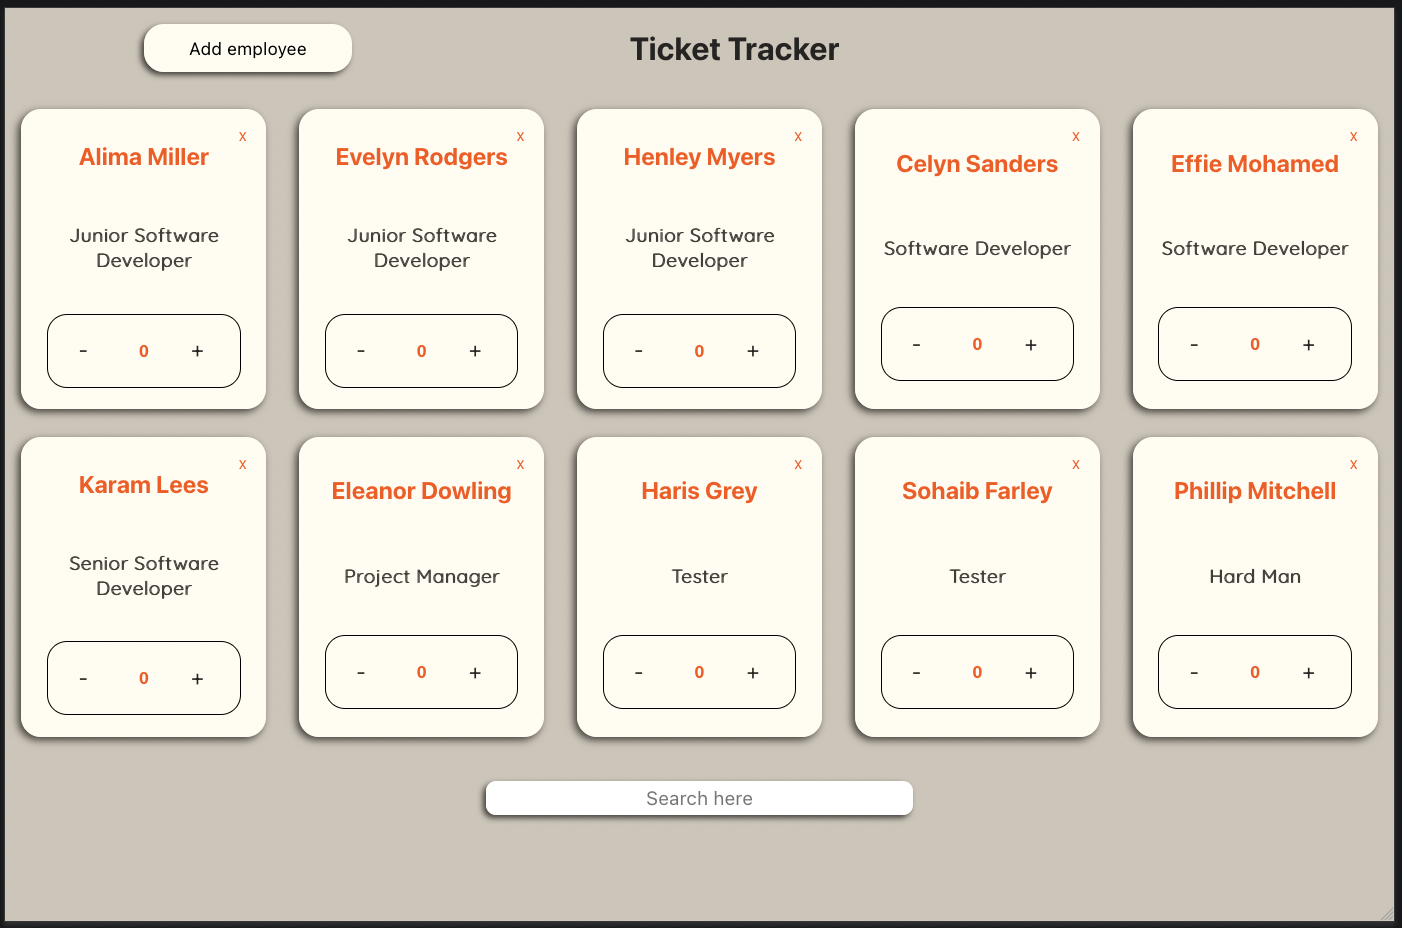 Add employee
Ticket Tracker
x
Alima Miller
Junior Software
Developer
- 0 +
x
Evelyn Rodgers
Junior Software
Developer
- 0 +
x
Henley Myers
Junior Software
Developer
- 0 +
x
Celyn Sanders
Software Developer
- 0 +
x
Effie Mohamed
Software Developer
- 0 +
x
Karam Lees
Senior Software
Developer
- 0 +
x
Eleanor Dowling
Project Manager
- 0 +
x
Haris Grey
Tester
- 0 +
x
Sohaib Farley
Tester
- 0 +
x
Phillip Mitchell
Hard Man
- 0 +
Search here